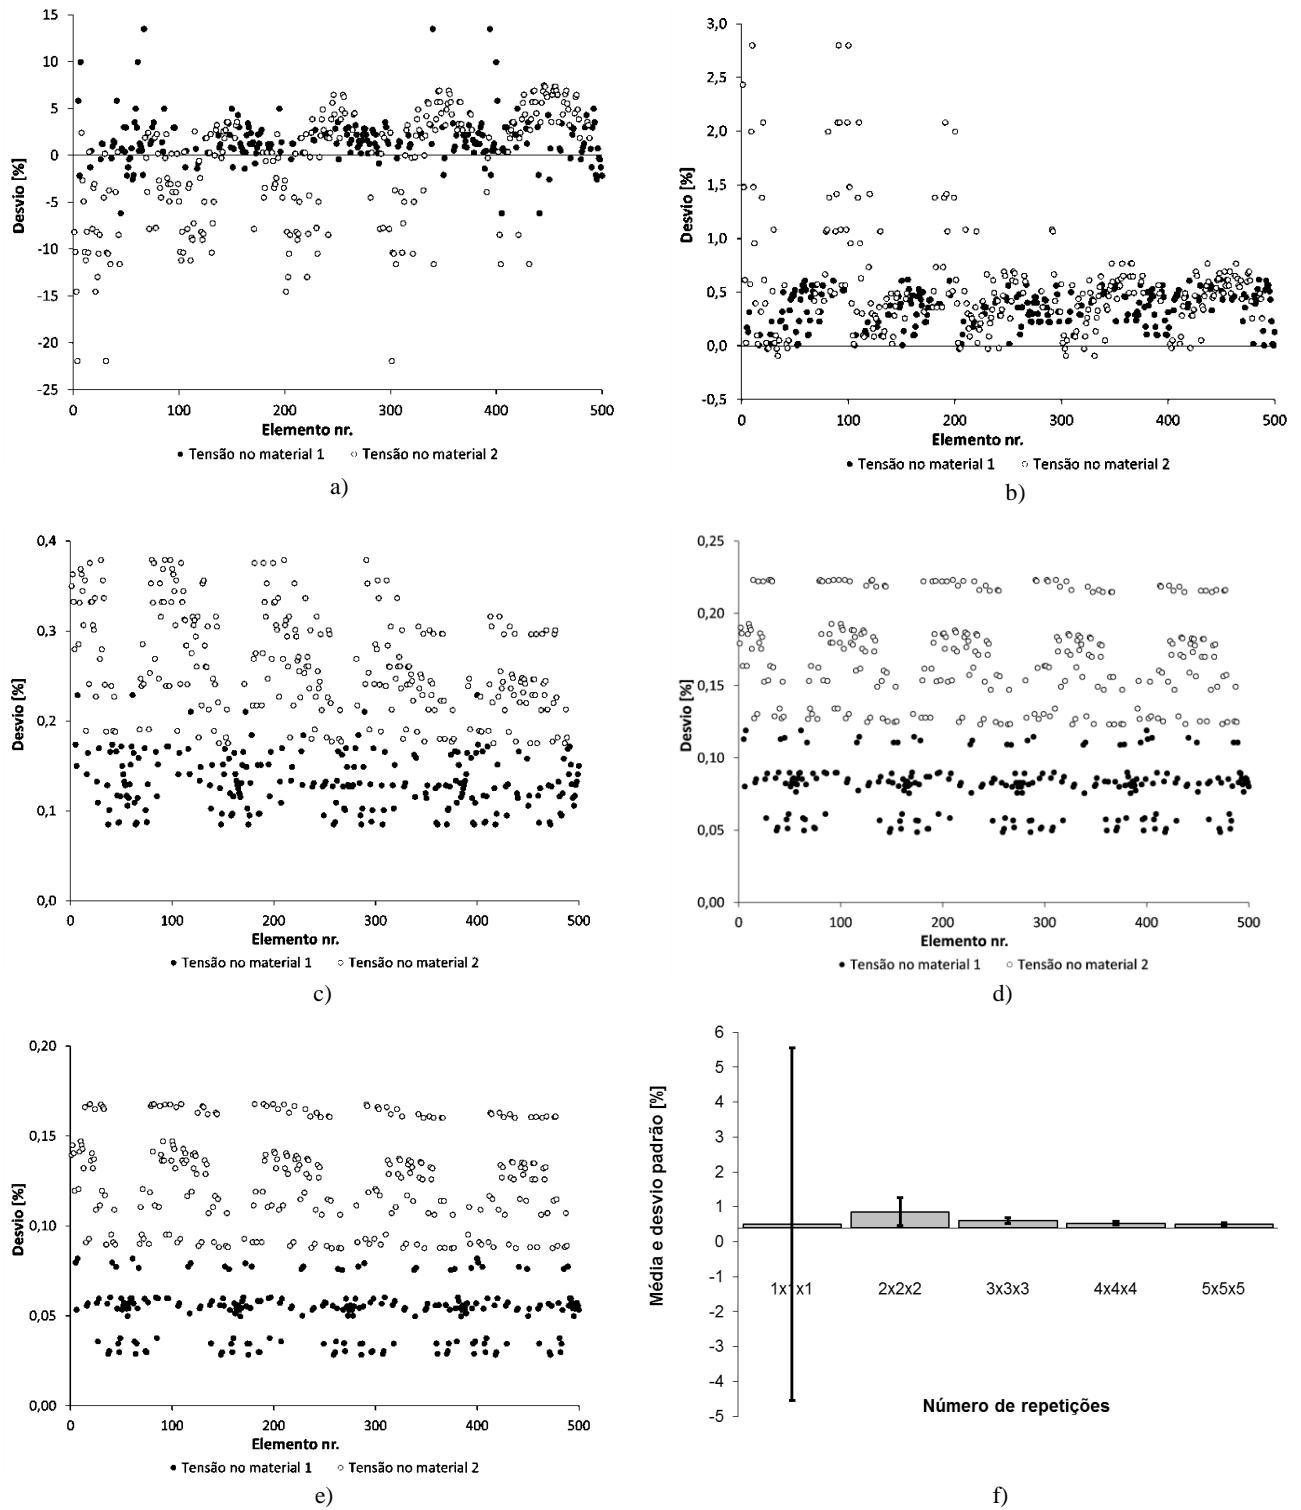 15
10
5
0
-5
-10
-15
-20
-25
Desvio [%]
0 100 200 300 400 500
Elemento nr.
• Tensão no material 1 ○ Tensão no material 2
a)
3,0
2,5
2,0
1,5
1,0
0,5
0,0
-0,5
Desvio [%]
0 100 200 300 400 500
Elemento nr.
• Tensão no material 1 ○ Tensão no material 2
b)
0,4
0,3
0,2
0,1
0,0
Desvio [%]
0 100 200 300 400 500
Elemento nr.
• Tensão no material 1 ○ Tensão no material 2
c)
0,25
0,20
0,15
0,10
0,05
0,00
Desvio [%]
0 100 200 300 400 500
Elemento nr.
• Tensão no material 1 ○ Tensão no material 2
d)
0,20
0,15
0,10
0,05
0,00
Desvio [%]
0 100 200 300 400 500
Elemento nr.
• Tensão no material 1 ○ Tensão no material 2
e)
6
5
4
3
2
1
0
-1
-2
-3
-4
-5
Média e desvio padrão [%]
1x1x1 2x2x2 3x3x3 4x4x4 5x5x5
Número de repetições
f)